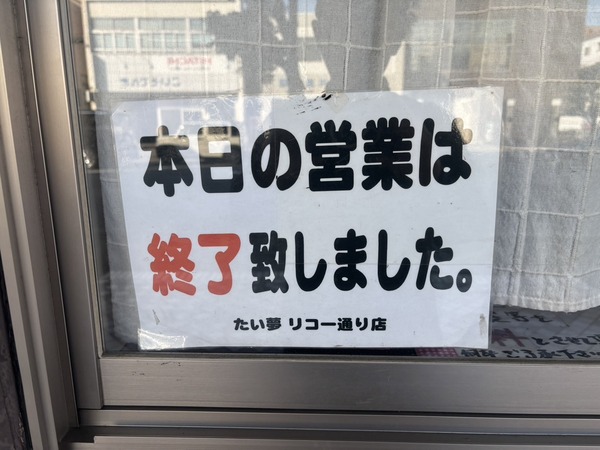 本日の営業は
終了致しました。
たい夢 リコー通り店